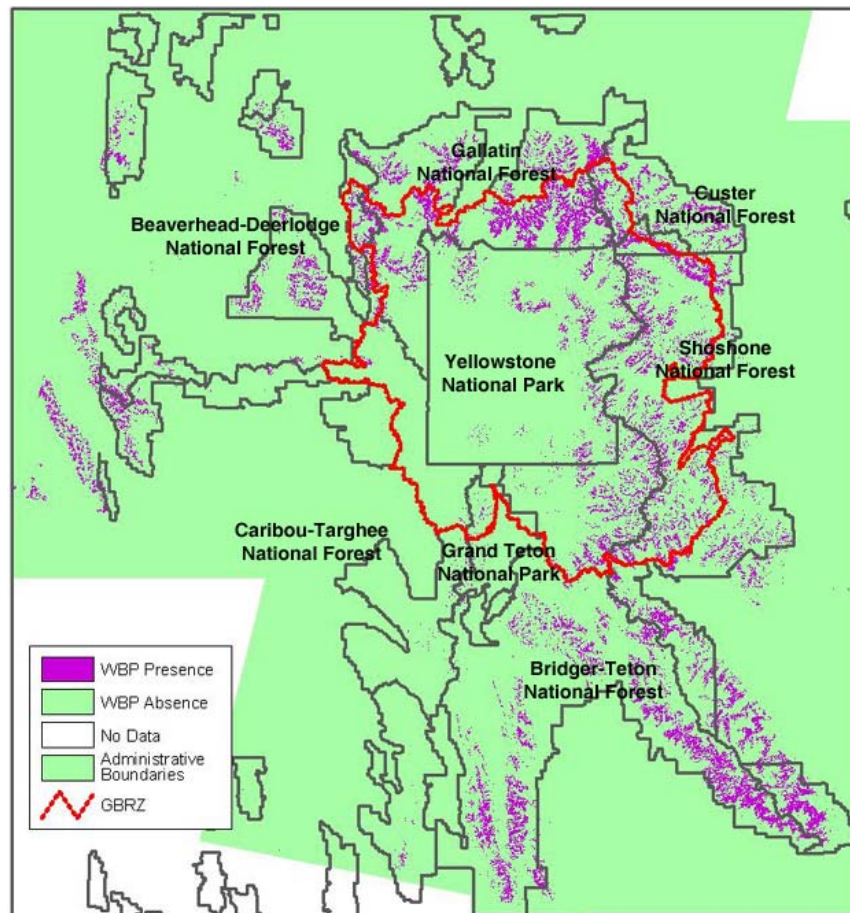 Gallatin
National Forest
Custer
National Forest
Beaverhead-Deerlodge
National Forest
Yellowstone
National Park
Shoshone
National Forest
Caribou-Targhee
National Forest
Grand Teton
National Park
Bridger-Teton
National Forest
WBP Presence
WBP Absence
No Data
Administrative
Boundaries
GBRZ